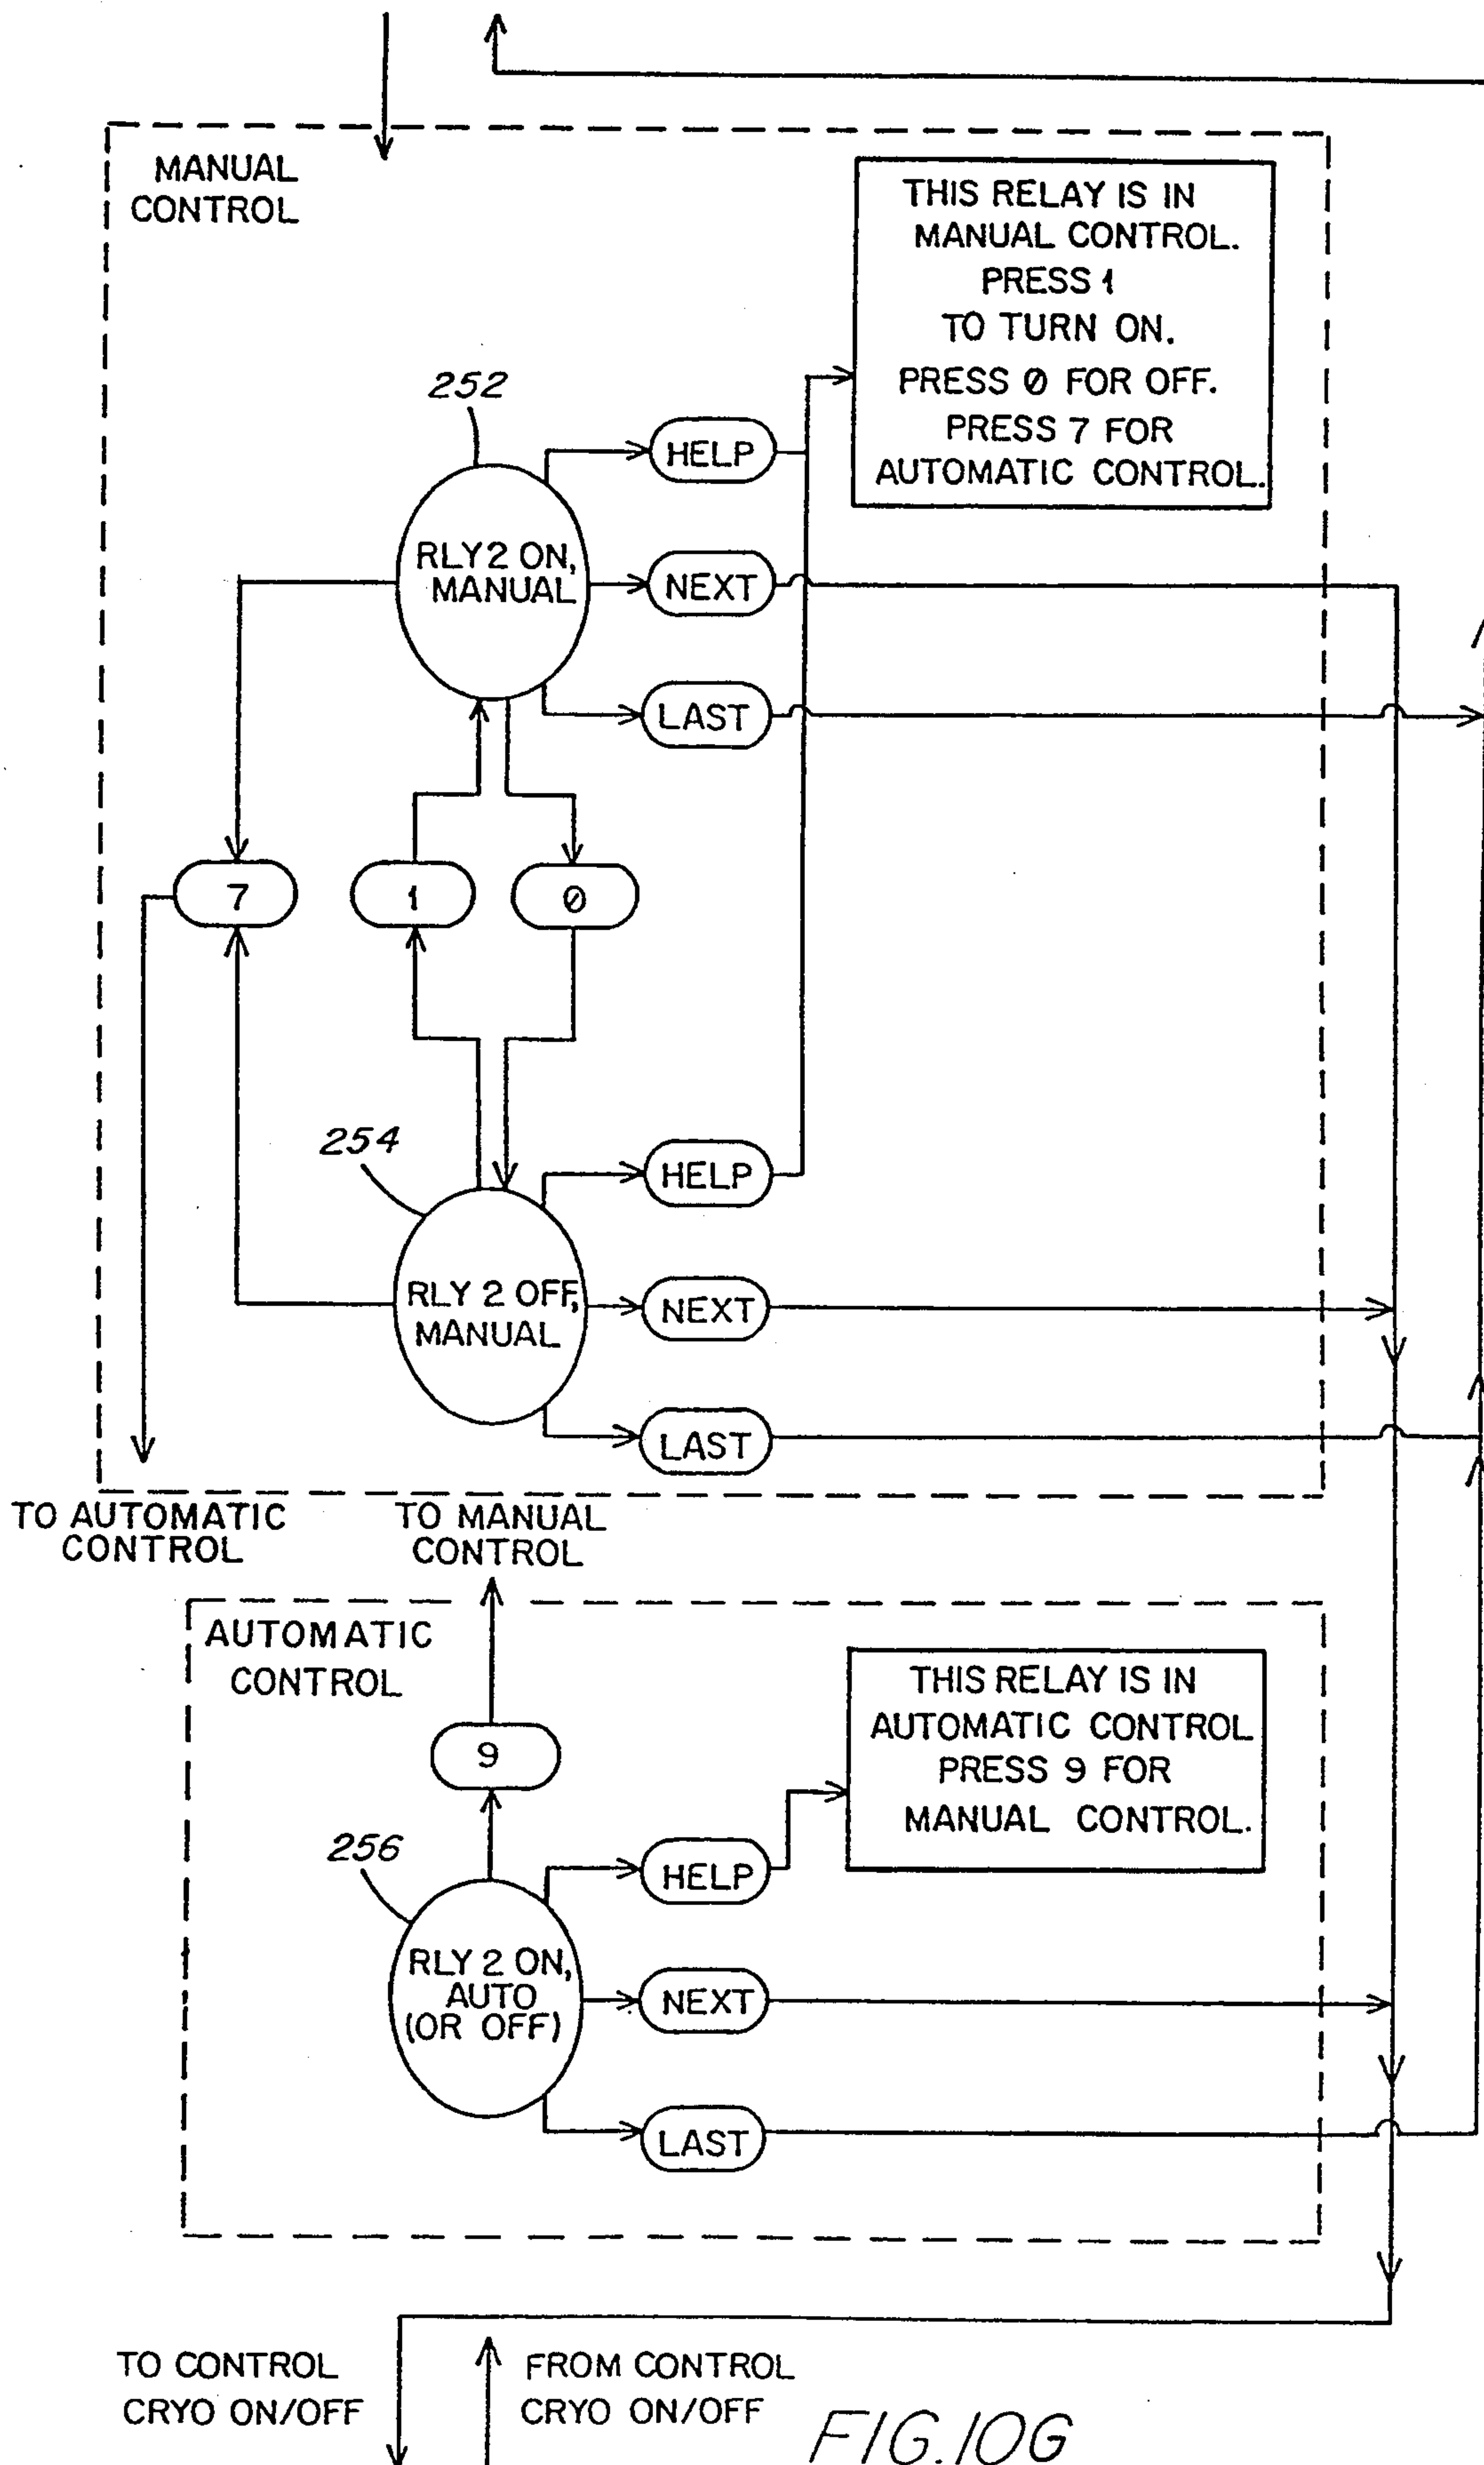 MANUAL
CONTROL
THIS RELAY IS IN
MANUAL CONTROL.
PRESS 1
TO TURN ON.
PRESS 0 FOR OFF.
PRESS 7 FOR
AUTOMATIC CONTROL.
252
HELP
RLY2 ON,
MANUAL
NEXT
LAST
7
1
0
254
HELP
RLY 2 OFF,
MANUAL
NEXT
LAST
TO AUTOMATIC
CONTROL
TO MANUAL
CONTROL
AUTOMATIC
CONTROL
THIS RELAY IS IN
AUTOMATIC CONTROL
PRESS 9 FOR
MANUAL CONTROL.
9
256
HELP
RLY 2 ON,
AUTO
(OR OFF)
NEXT
LAST
TO CONTROL
CRYO ON/OFF
FROM CONTROL
CRYO ON/OFF
FIG.10G